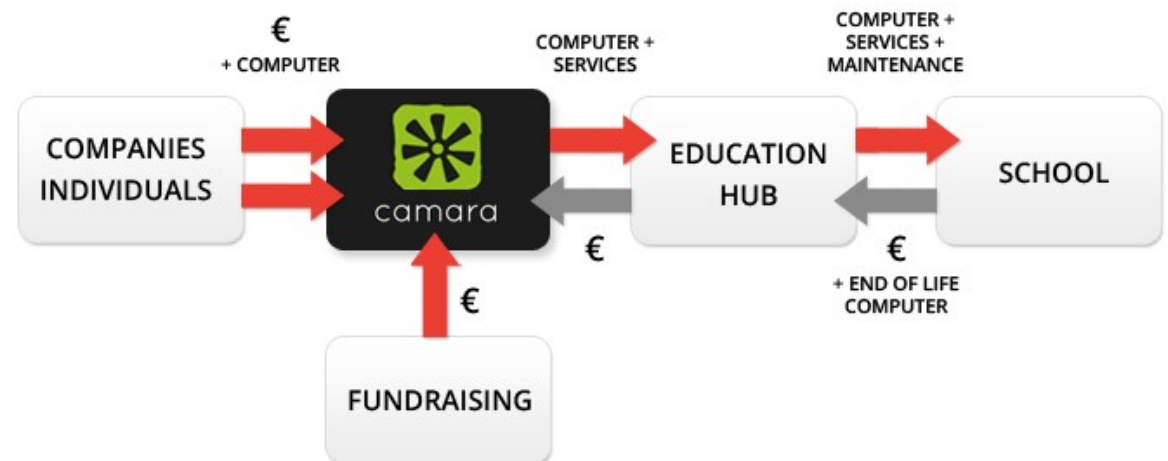 €
+ COMPUTER
COMPUTER +
SERVICES
COMPUTER +
SERVICES +
MAINTENANCE
COMPANIES
INDIVIDUALS
camara
EDUCATION
HUB
SCHOOL
€
€
+ END OF LIFE
COMPUTER
€
FUNDRAISING